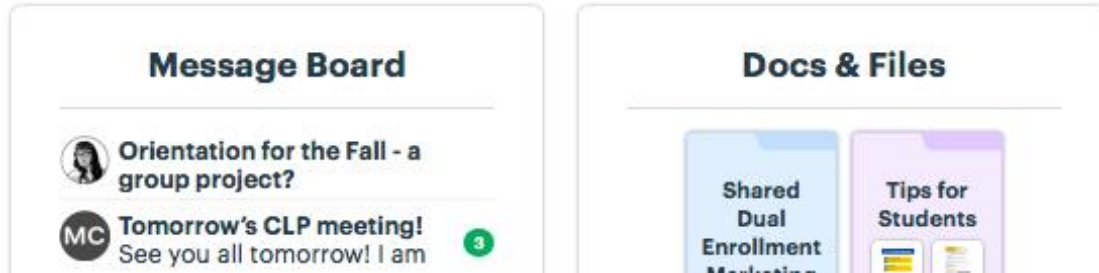 Message Board
Orientation for the Fall - a
group project?
MC
Tomorrow's CLP meeting!
See you all tomorrow! I am
3
Docs & Files
Shared
Dual
Enrollment
Marketing
Tips for
Students